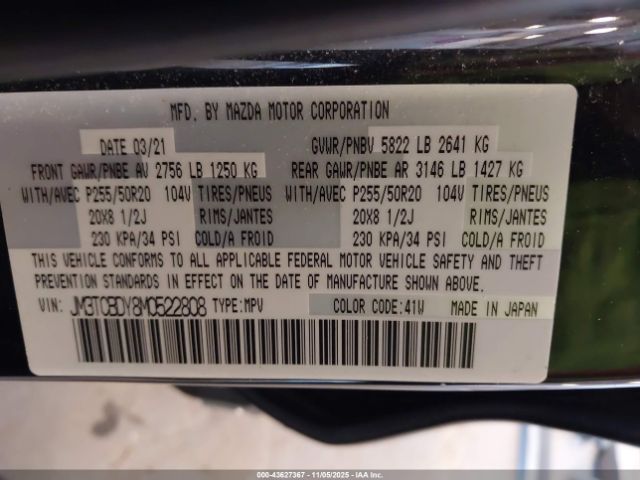 MFD. BY MAZDA MOTOR CORPORATION
DATE 03/21 GVWR/PNBV 5822 LB 2641 KG
FRONT GAWR/PNBE AV 2756 LB 1250 KG REAR GAWR/PNBE AR 3146 LB 1427 KG
WITH/AVEC P255/50R20 104V TIRES/PNEUS WITH/AVEC P255/50R20 104V TIRES/PNEUS
20X8 1/2J RIMS/JANTES 20X8 1/2J RIMS/JANTES
230 KPA/34 PSI COLD/A FROID 230 KPA/34 PSI COLD/A FROID
THIS VEHICLE CONFORMS TO ALL APPLICABLE FEDERAL MOTOR VEHICLE SAFETY AND THEFT
PREVENTION STANDARDS IN EFFECT ON THE DATE OF MANUFACTURE SHOWN ABOVE.
VIN: JM3TCBDY8M0522808 TYPE:MPV COLOR CODE:41W MADE IN JAPAN
000-43627367 - 11/05/2025 - IAAI Inc.